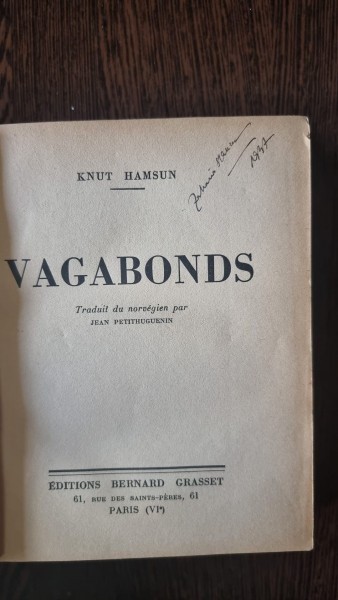 1937
KNUT HAMSUN
VAGABONDS
Traduit du norvégien par
JEAN PETITHUGUENIN
ÉDITIONS BERNARD GRASSET
61, RUE DES SAINTS-PÈRES, 61
PARIS (VIᵉ)